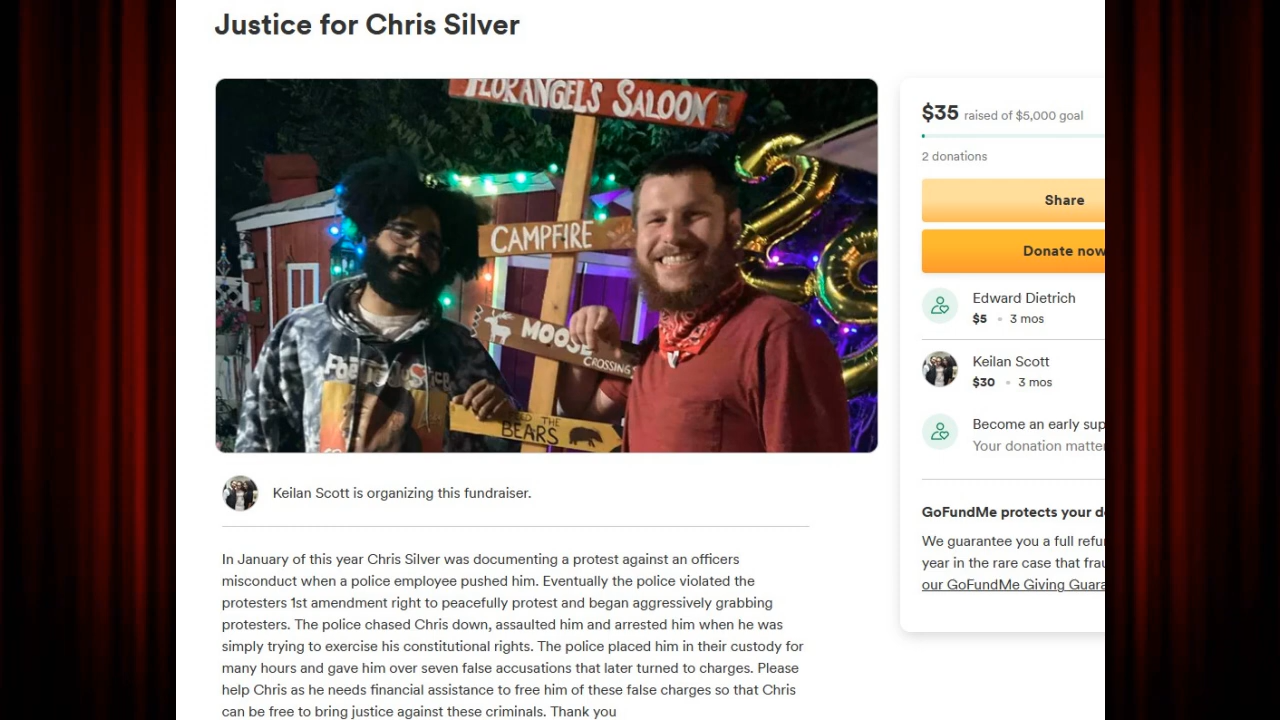 Justice for Chris Silver
FLORANGEL'S SALOON
CAMPFIRE
MOOSE
CROSSING
Poetic Justice
THE
BEARS
$35 raised of $5,000 goal
2 donations
Share
Donate now
Edward Dietrich
$5 • 3 mos
Keilan Scott
$30 • 3 mos
Become an early sup
Your donation matte
GoFundMe protects your d
We guarantee you a full refu
year in the rare case that frau
our GoFundMe Giving Guara
Keilan Scott is organizing this fundraiser.
In January of this year Chris Silver was documenting a protest against an officers
misconduct when a police employee pushed him. Eventually the police violated the
protesters 1st amendment right to peacefully protest and began aggressively grabbing
protesters. The police chased Chris down, assaulted him and arrested him when he was
simply trying to exercise his constitutional rights. The police placed him in their custody for
many hours and gave him over seven false accusations that later turned to charges. Please
help Chris as he needs financial assistance to free him of these false charges so that Chris
can be free to bring justice against these criminals. Thank you